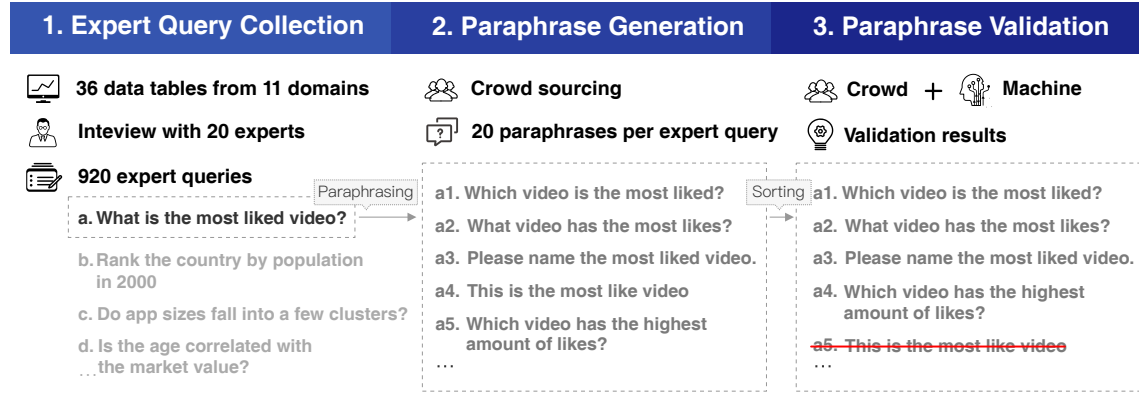 1. Expert Query Collection
36 data tables from 11 domains
Inteview with 20 experts
920 expert queries
a. What is the most liked video?
b. Rank the country by population
in 2000
c. Do app sizes fall into a few clusters?
d. Is the age correlated with
...the market value?
Paraphrasing
2. Paraphrase Generation
Crowd sourcing
20 paraphrases per expert query
a1. Which video is the most liked?
a2. What video has the most likes?
a3. Please name the most liked video.
a4. This is the most like video
a5. Which video has the highest
amount of likes?
...
Sorting
3. Paraphrase Validation
Crowd + Machine
Validation results
a1. Which video is the most liked?
a2. What video has the most likes?
a3. Please name the most liked video.
a4. Which video has the highest
amount of likes?
a5. This is the most like video
...